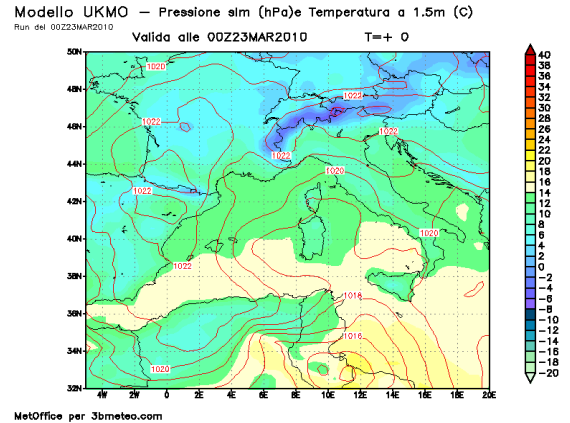 Modello UKMO — Pressione slm (hPa)e Temperatura a 1.5m (C)
Run del 00Z23MAR2010
Valida alle 00Z23MAR2010 T=+ 0
50N
48N
46N
44N
42N
40N
38N
36N
34N
32N
4W 2W 0 2E 4E 6E 8E 10E 12E 14E 16E 18E 20E
1020
1022
1022
1022
1022
1022
1020
1020
1022
1018
1016
1020
40
38
36
34
32
30
28
26
24
22
20
18
16
14
12
10
8
6
4
2
0
−2
−4
−6
−8
−10
−12
−14
−16
−18
−20
MetOffice per 3bmeteo.com